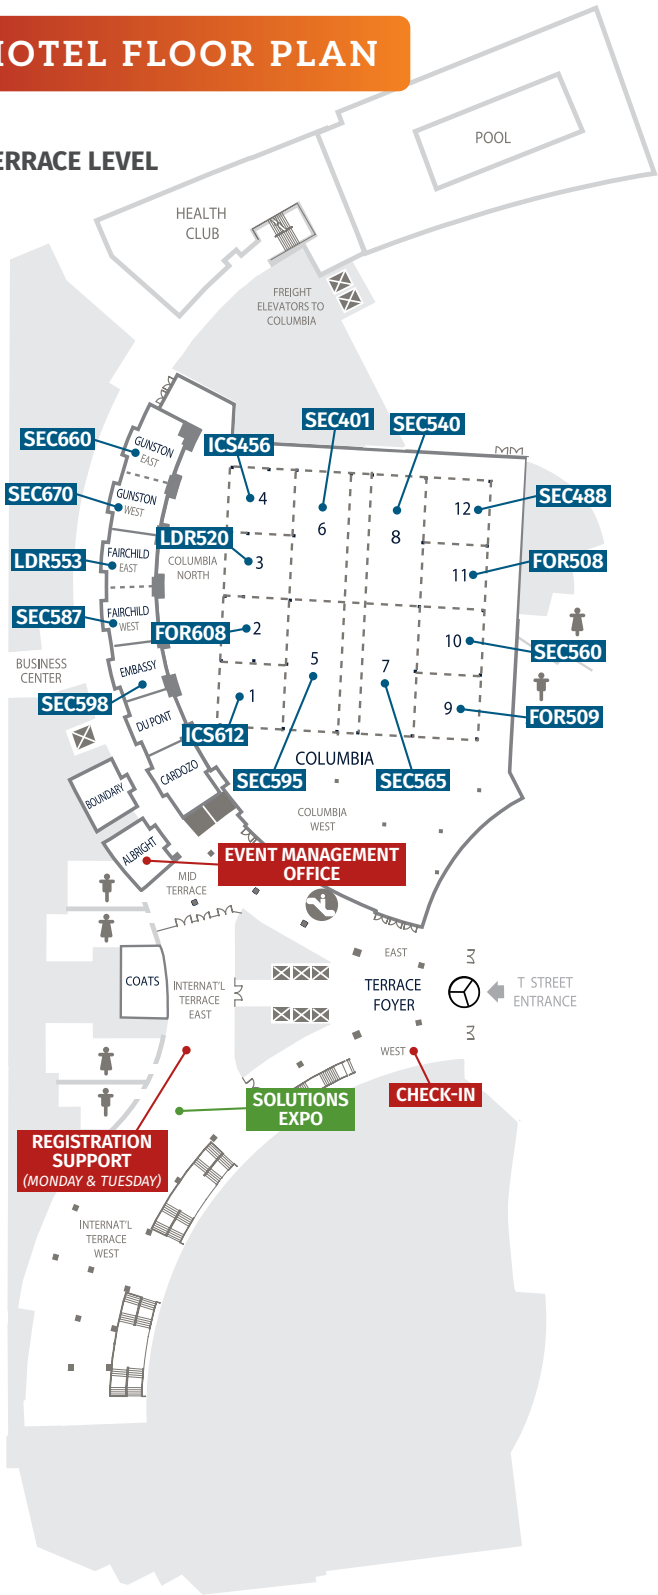 HOTEL FLOOR PLAN
TERRACE LEVEL
POOL
HEALTH
CLUB
FREIGHT
ELEVATORS TO
COLUMBIA
SEC401
SEC540
SEC660
GUNSTON
EAST
ICS456
4
6
8
12
SEC488
SEC670
GUNSTON
WEST
LDR520
3
COLUMBIA
NORTH
LDR553
FAIRCHILD
EAST
11
FOR508
SEC587
FAIRCHILD
WEST
FOR608
2
10
SEC560
BUSINESS
CENTER
EMBASSY
5
7
SEC598
1
9
FOR509
DU PONT
ICS612
COLUMBIA
CARDOZO
SEC595
SEC565
BOUNDARY
COLUMBIA
WEST
ALBRIGHT
EVENT MANAGEMENT
OFFICE
MID
TERRACE
EAST
COATS
INTERNAT'L
TERRACE
EAST
TERRACE
FOYER
T STREET
ENTRANCE
WEST
CHECK-IN
SOLUTIONS
EXPO
REGISTRATION
SUPPORT
(MONDAY & TUESDAY)
INTERNAT'L
TERRACE
WEST